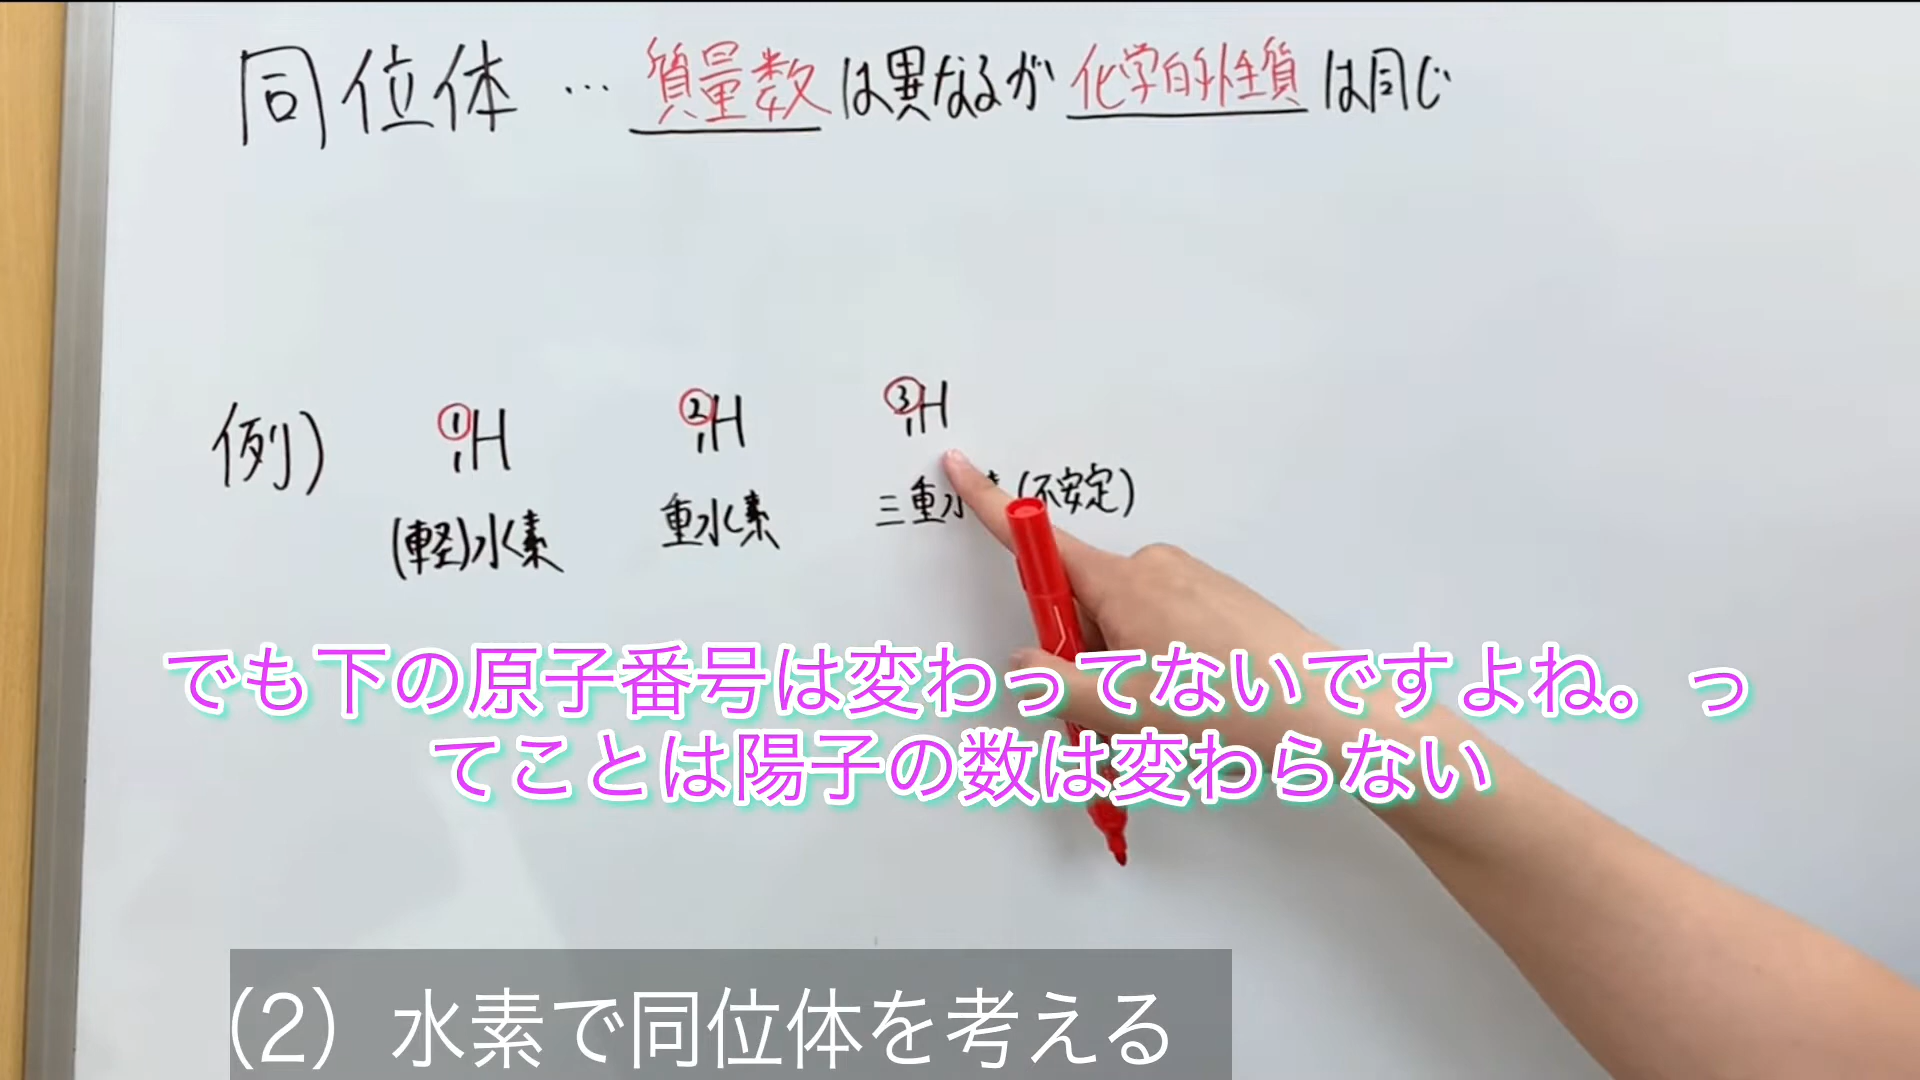 同位体 … 質量数は異なるが化学的性質は同じ
例) ¹₁H ²₁H ³₁H
(軽)水素 重水素 三重水素(不安定)
でも下の原子番号は変わってないですよね。っ
てことは陽子の数は変わらない
(2) 水素で同位体を考える